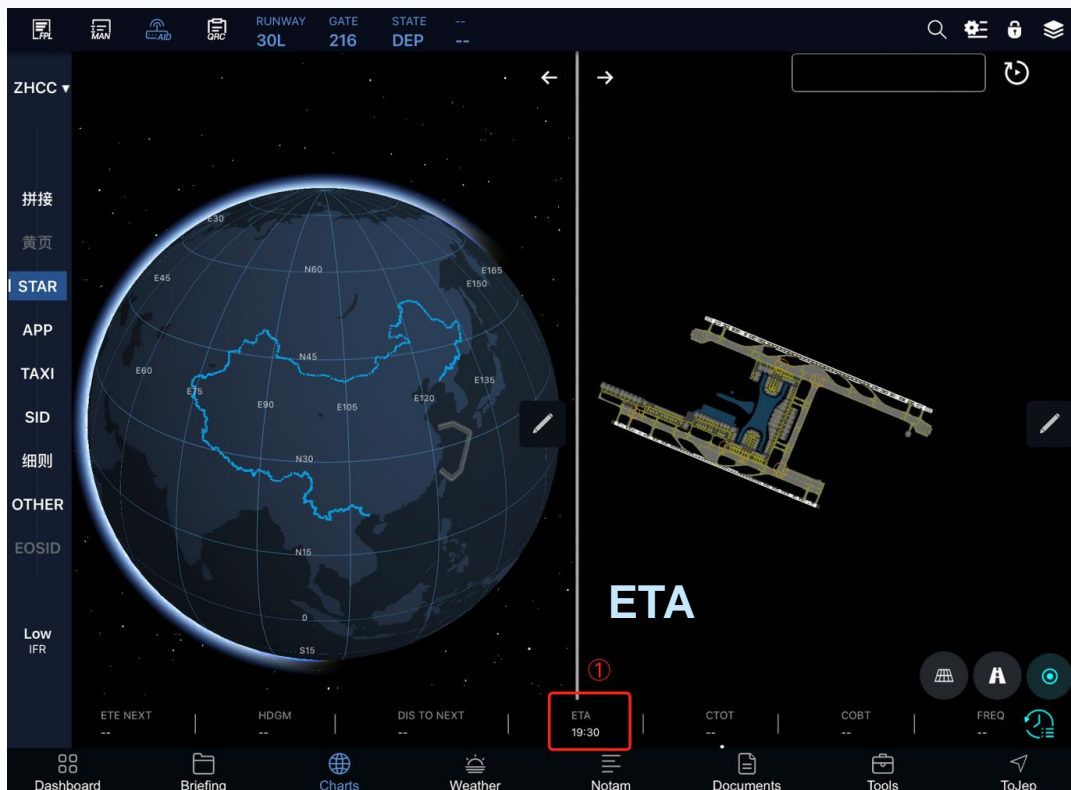 FPL
MAN
AID
QRC
RUNWAY
30L
GATE
216
STATE
DEP
--
--
ZHCC ▾
拼接
黄页
STAR
APP
TAXI
SID
细则
OTHER
EOSID
Low
IFR
E30
E45
N60
E165
E150
E60
N45
E75
E90
E105
E120
E135
N30
N15
0
S15
ETA
①
ETE NEXT
--
HDGM
--
DIS TO NEXT
--
ETA
19:30
CTOT
--
COBT
--
FREQ
--
Dashboard
Briefing
Charts
Weather
Notam
Documents
Tools
ToJep